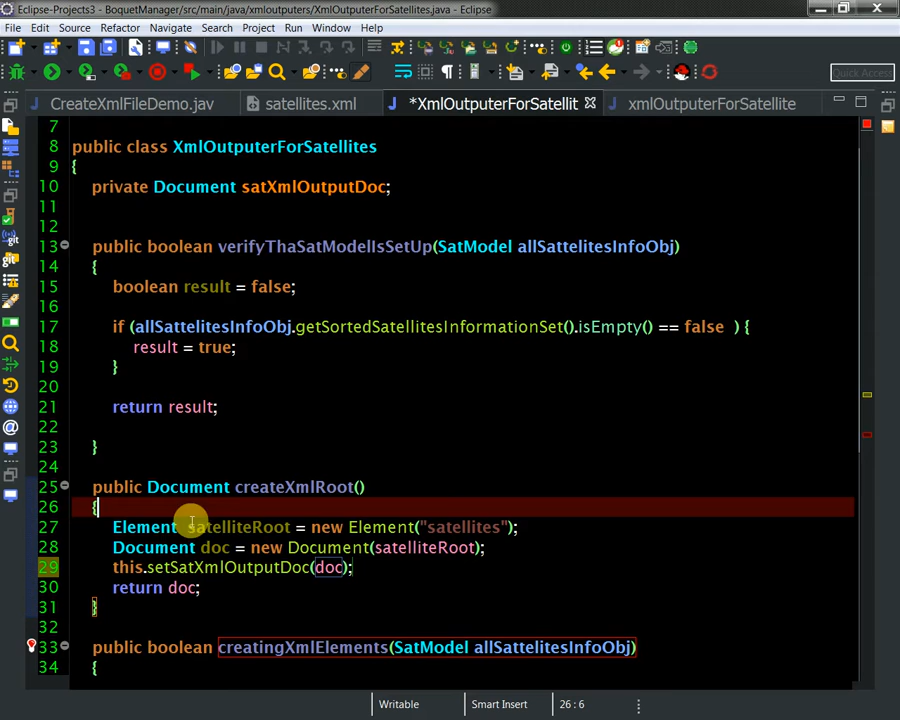 Eclipse-Projects3 - BoquetManager/src/main/java/xmloutputers/XmlOutputerForSatellites.java - Eclipse
File Edit Source Refactor Navigate Search Project Run Window Help
Quick Access
CreateXmlFileDemo.jav satellites.xml *XmlOutputerForSatellit xmlOutputerForSatellite
7
8 public class XmlOutputerForSatellites
9 {
10 private Document satXmlOutputDoc;
11
12
13 public boolean verifyThaSatModelIsSetUp(SatModel allSattelitesInfoObj)
14 {
15 boolean result = false;
16
17 if (allSattelitesInfoObj.getSortedSatellitesInformationSet().isEmpty() == false ) {
18 result = true;
19 }
20
21 return result;
22
23 }
24
25 public Document createXmlRoot()
26 {
27 Element satelliteRoot = new Element("satellites");
28 Document doc = new Document(satelliteRoot);
29 this.setSatXmlOutputDoc(doc);
30 return doc;
31 }
32
33 public boolean creatingXmlElements(SatModel allSattelitesInfoObj)
34 {
Writable Smart Insert 26 : 6